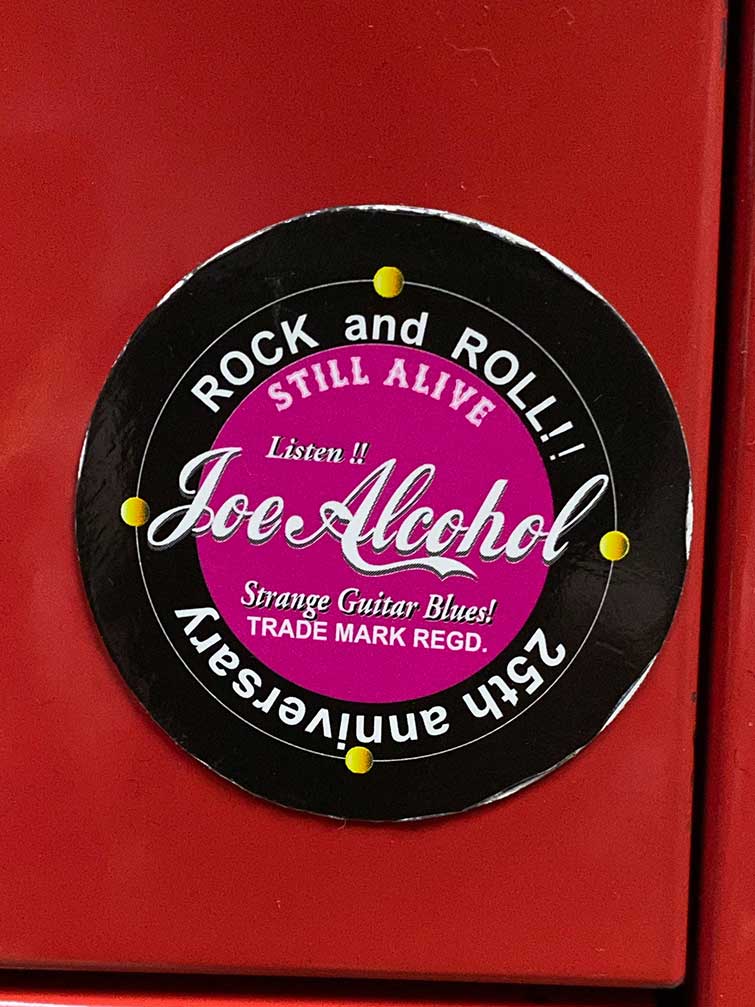 ROCK and ROLL!!
STILL ALIVE
Listen !!
Joe Alcohol
Strange Guitar Blues!
TRADE MARK REGD.
25th anniversary